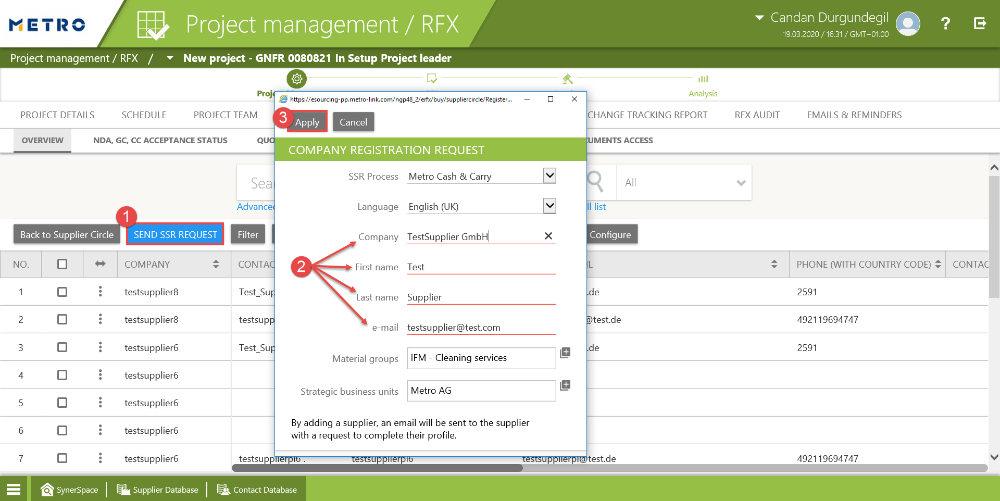 METRO
Project management / RFX
Candan Durgundegil
19.03.2020 / 16:31 / GMT+01:00
?
Project management / RFX / New project - GNFR 0080821 In Setup Project leader
Analysis
https://esourcing-pp.metro-link.com/ngp48_2/erfx/buy/suppliercircle/Register...
PROJECT DETAILS SCHEDULE PROJECT TEAM CHANGE TRACKING REPORT RFX AUDIT EMAILS & REMINDERS
3 Apply Cancel
OVERVIEW NDA, GC, CC ACCEPTANCE STATUS QUO CUMENTS ACCESS
COMPANY REGISTRATION REQUEST
SSR Process Metro Cash & Carry
All
Language English (UK)
Advanced ll list
1
Back to Supplier Circle SEND SSR REQUEST Filter Configure
Company TestSupplier GmbH
2
First name Test
Last name Supplier
e-mail testsupplier@test.com
Material groups IFM - Cleaning services
Strategic business units Metro AG
By adding a supplier, an email will be sent to the supplier
with a request to complete their profile.
NO. COMPANY CONTAC IL PHONE (WITH COUNTRY CODE) CONTAC
1 testsupplier8 Test_Sup .de 2591
2 testsupplier8 testsupp @test.de 492119694747
3 testsupplier6 Test_Sup .de 2591
4 testsupplier6
5 testsupplier6
6 testsupplier6
7 testsupplier6 testsupplierpl6 . testsupplierpl6 testsupplierpl@test.de 492119694747
SynerSpace Supplier Database Contact Database